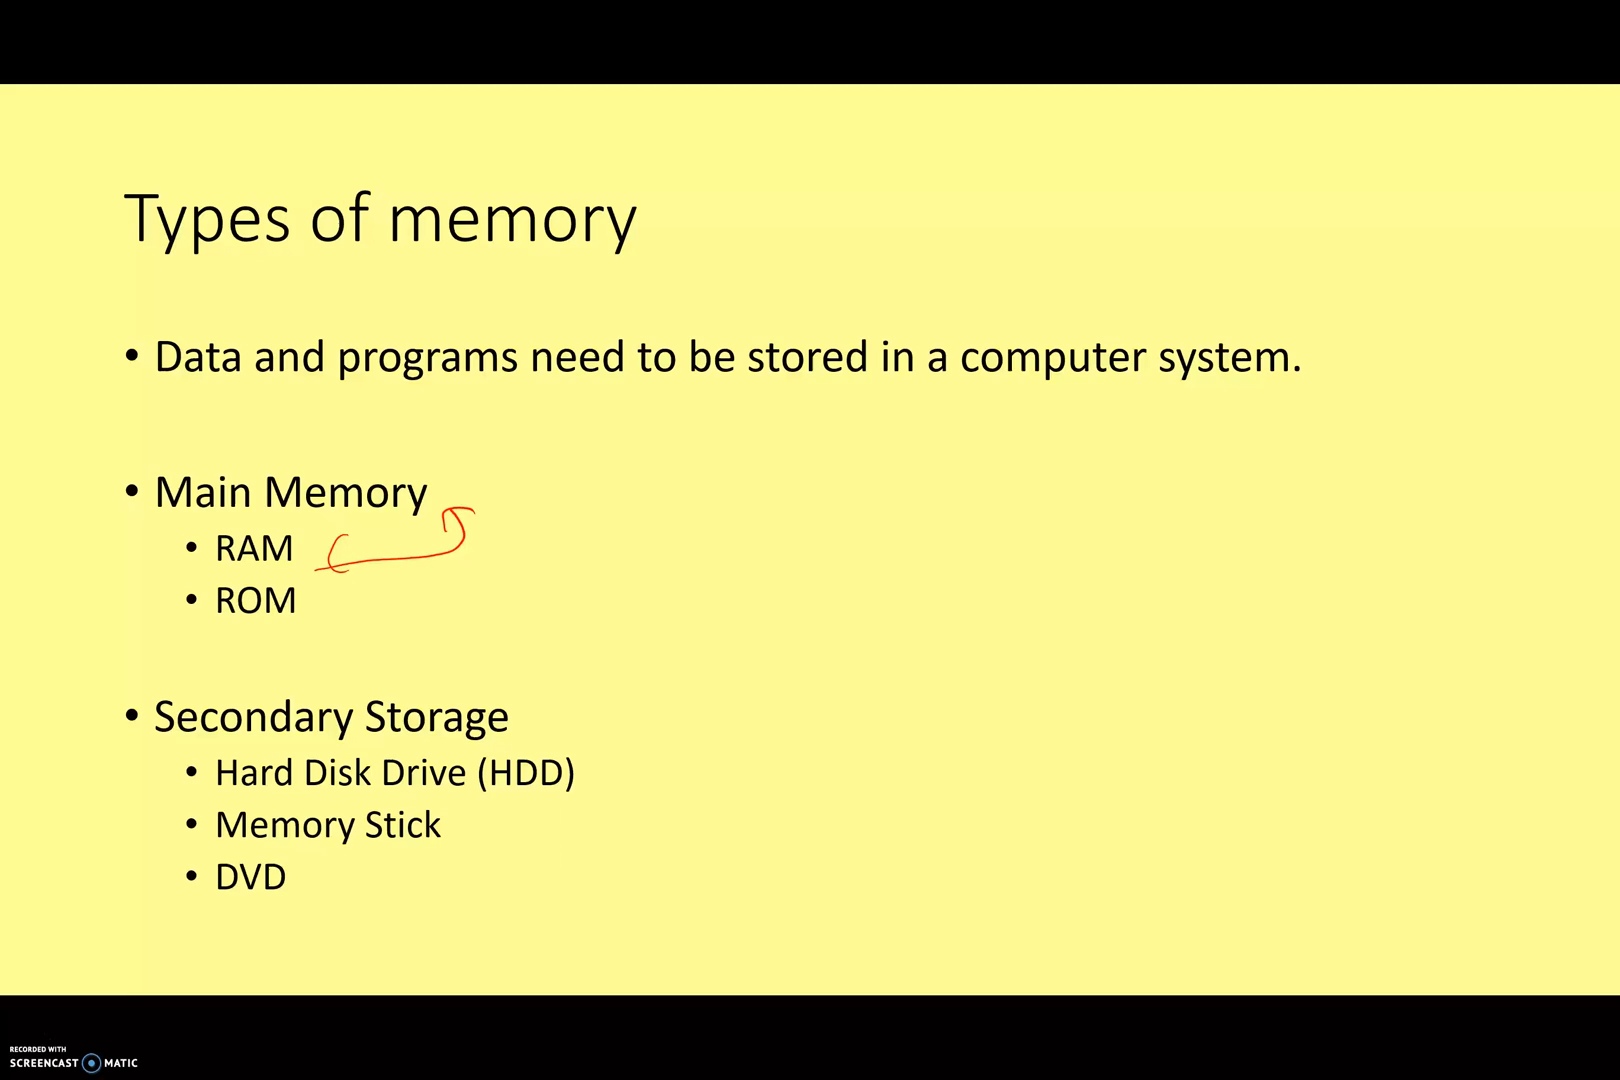 Types of memory
• Data and programs need to be stored in a computer system.
• Main Memory
• RAM
• ROM
• Secondary Storage
• Hard Disk Drive (HDD)
• Memory Stick
• DVD
RECORDED WITH
SCREENCAST MATIC